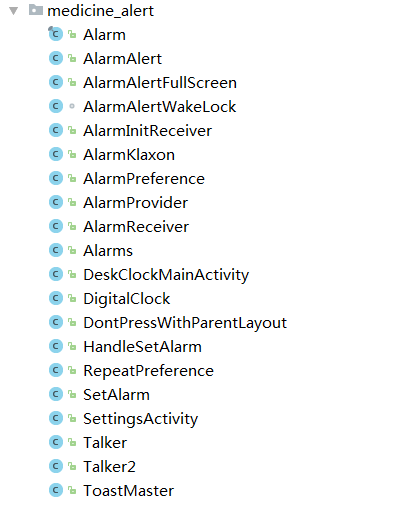 medicine_alert
Alarm
AlarmAlert
AlarmAlertFullScreen
AlarmAlertWakeLock
AlarmInitReceiver
AlarmKlaxon
AlarmPreference
AlarmProvider
AlarmReceiver
Alarms
DeskClockMainActivity
DigitalClock
DontPressWithParentLayout
HandleSetAlarm
RepeatPreference
SetAlarm
SettingsActivity
Talker
Talker2
ToastMaster